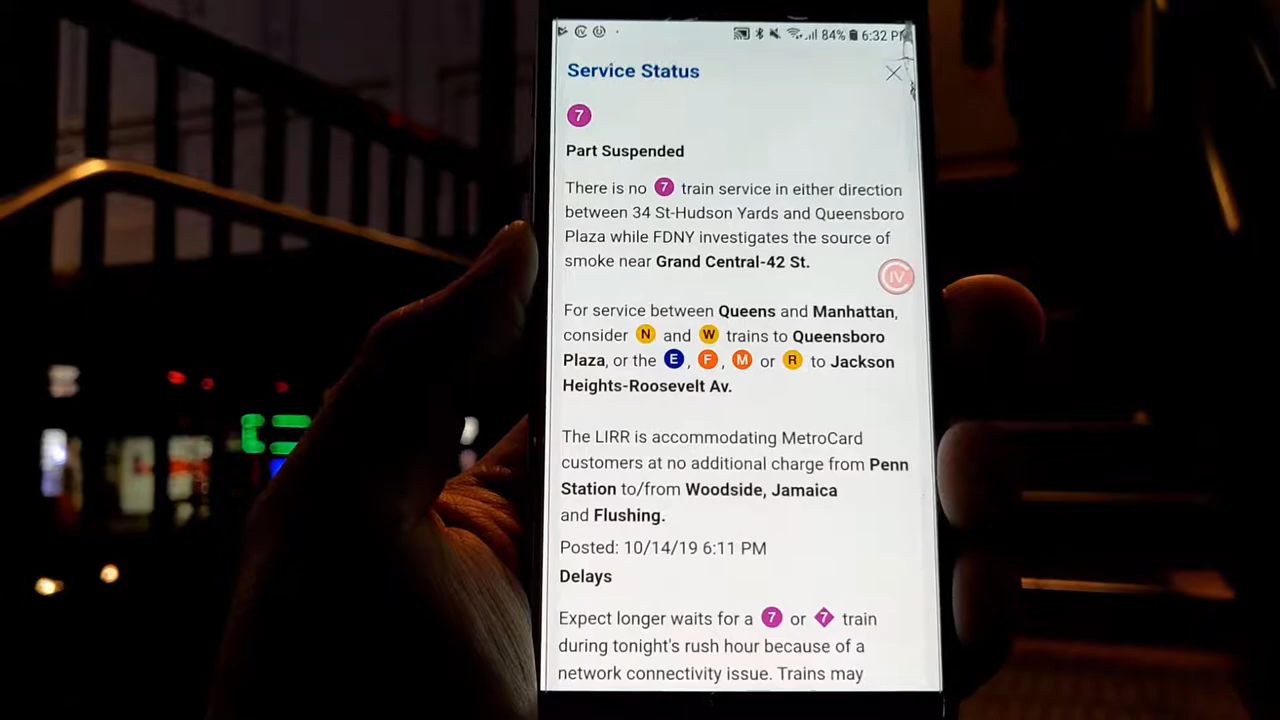 84% 6:32 PM
Service Status
7
Part Suspended
There is no 7 train service in either direction
between 34 St-Hudson Yards and Queensboro
Plaza while FDNY investigates the source of
smoke near Grand Central-42 St.
IV
For service between Queens and Manhattan,
consider N and W trains to Queensboro
Plaza, or the E, F, M or R to Jackson
Heights-Roosevelt Av.
The LIRR is accommodating MetroCard
customers at no additional charge from Penn
Station to/from Woodside, Jamaica
and Flushing.
Posted: 10/14/19 6:11 PM
Delays
Expect longer waits for a 7 or 7 train
during tonight's rush hour because of a
network connectivity issue. Trains may